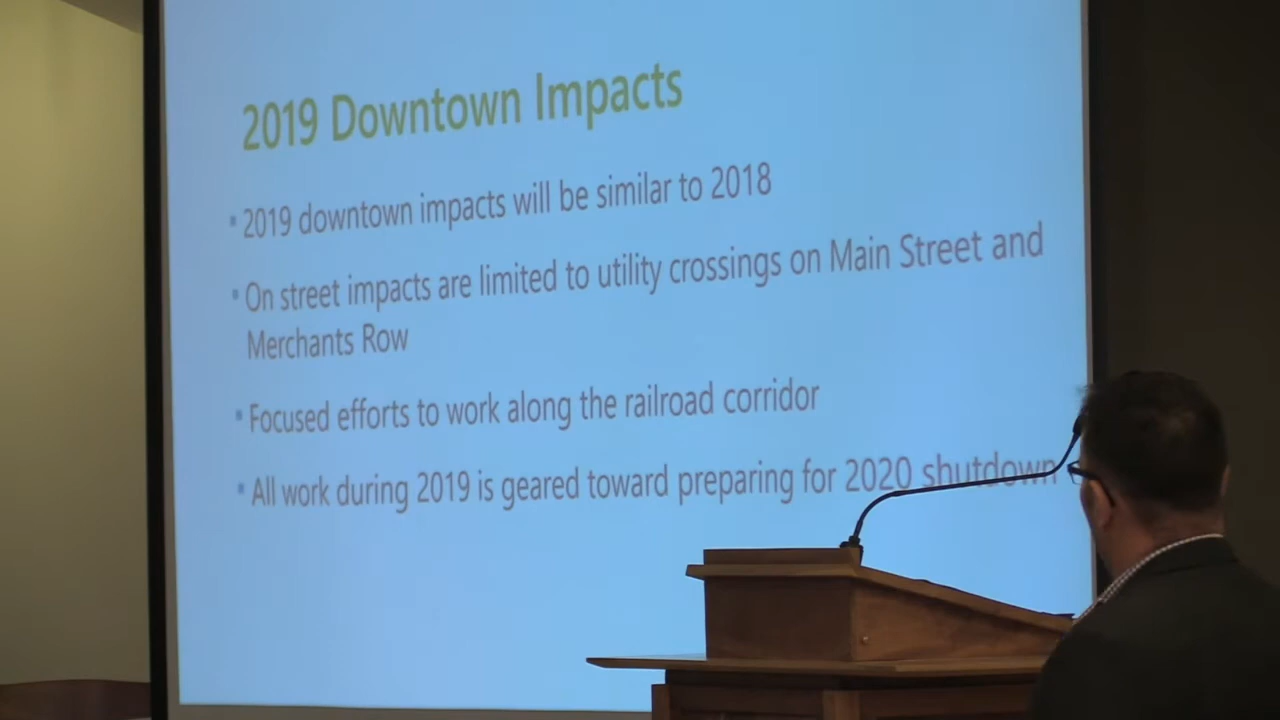 2019 Downtown Impacts
2019 downtown impacts will be similar to 2018
On street impacts are limited to utility crossings on Main Street and
Merchants Row
Focused efforts to work along the railroad corridor
All work during 2019 is geared toward preparing for 2020 shutdown